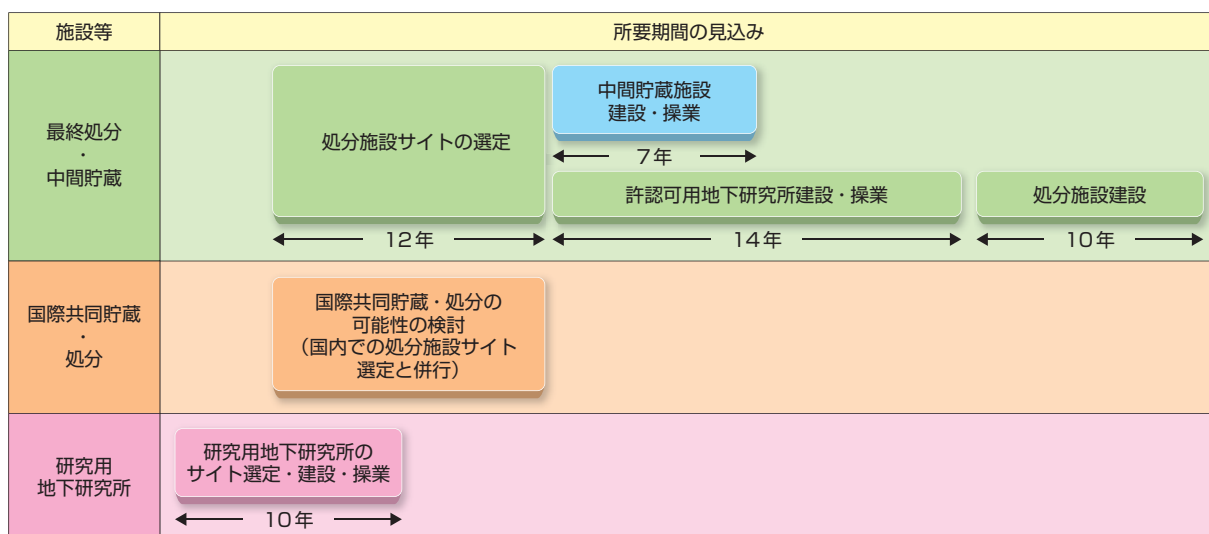 施設等
所要期間の見込み
最終処分
・
中間貯蔵
処分施設サイトの選定
中間貯蔵施設
建設・操業
7年
許認可用地下研究所建設・操業
処分施設建設
12年
14年
10年
国際共同貯蔵
・
処分
国際共同貯蔵・処分の
可能性の検討
（国内での処分施設サイト
選定と併行）
研究用
地下研究所
研究用地下研究所の
サイト選定・建設・操業
10年